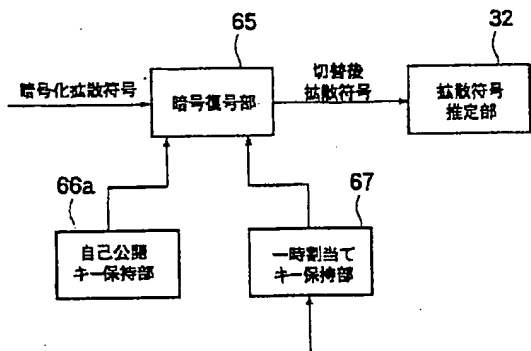 65
32
暗号化拡散符号
暗号復号部
切替後
拡散符号
拡散符号
推定部
66a
67
自己公開
キー保持部
一時割当て
キー保持部